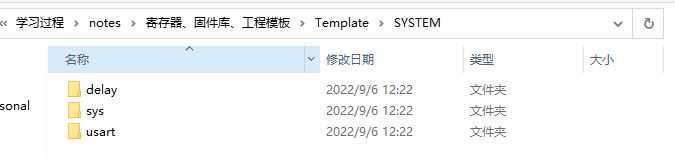 « 学习过程 › notes › 寄存器、固件库、工程模板 › Template › SYSTEM
名称 修改日期 类型 大小
delay 2022/9/6 12:22 文件夹
sonal sys 2022/9/6 12:22 文件夹
usart 2022/9/6 12:22 文件夹